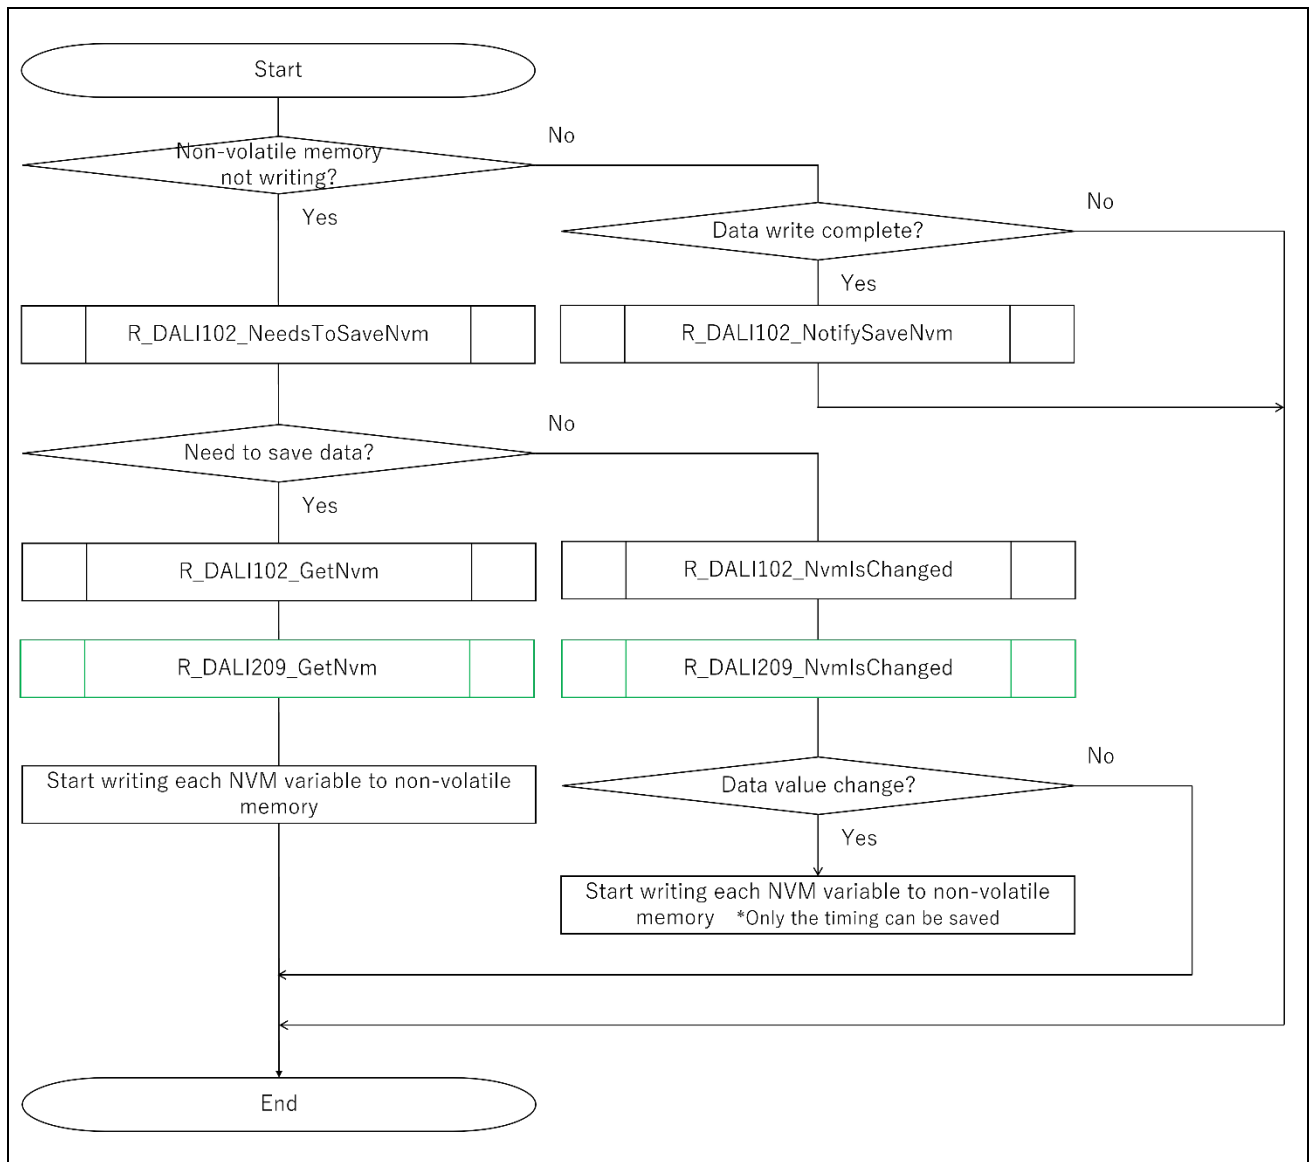 Start
Non-volatile memory
not writing?
No
Yes
Data write complete?
No
Yes
R_DALI102_NeedsToSaveNvm
R_DALI102_NotifySaveNvm
Need to save data?
No
Yes
R_DALI102_GetNvm
R_DALI102_NvmIsChanged
R_DALI209_GetNvm
R_DALI209_NvmIsChanged
Start writing each NVM variable to non-volatile
memory
Data value change?
No
Yes
Start writing each NVM variable to non-volatile
memory *Only the timing can be saved
End